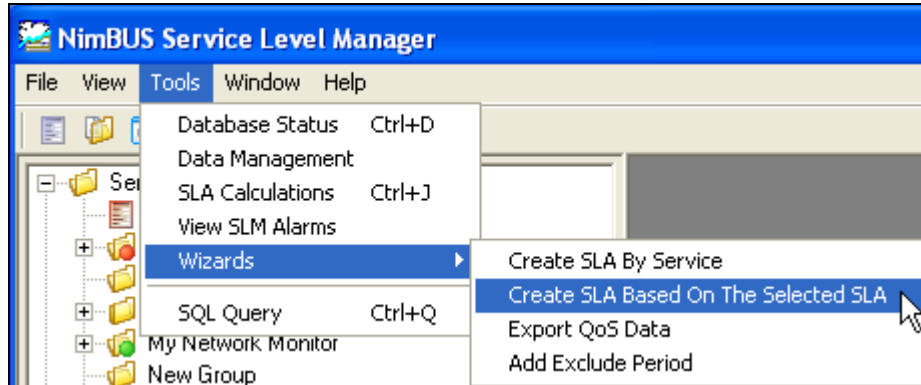 NimBUS Service Level Manager
File View Tools Window Help
Database Status Ctrl+D
Data Management
SLA Calculations Ctrl+J
View SLM Alarms
Wizards
SQL Query Ctrl+Q
Create SLA By Service
Create SLA Based On The Selected SLA
Export QoS Data
Add Exclude Period
My Network Monitor
New Group